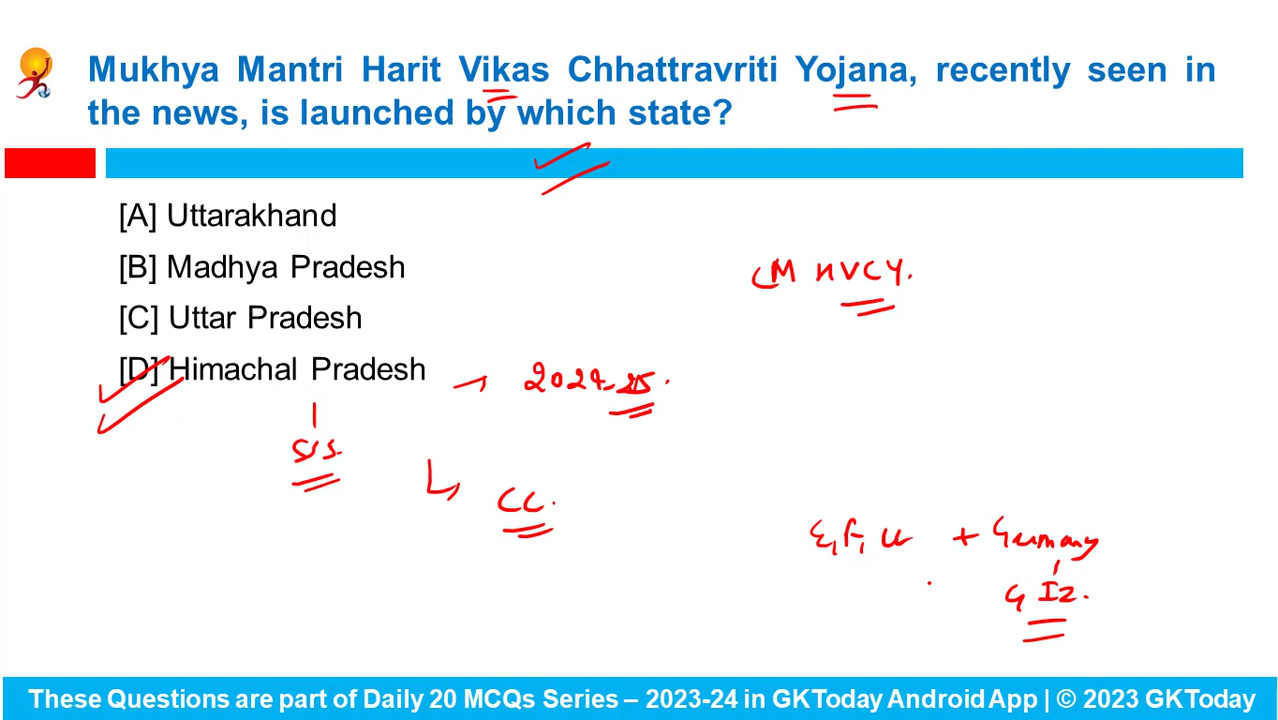 Mukhya Mantri Harit Vikas Chhattravriti Yojana, recently seen in
the news, is launched by which state?
[A] Uttarakhand
[B] Madhya Pradesh
CM HVCY.
[C] Uttar Pradesh
[D] Himachal Pradesh
2024-25.
CC.
+ Germany
GIZ.
These Questions are part of Daily 20 MCQs Series – 2023-24 in GKToday Android App | © 2023 GKToday